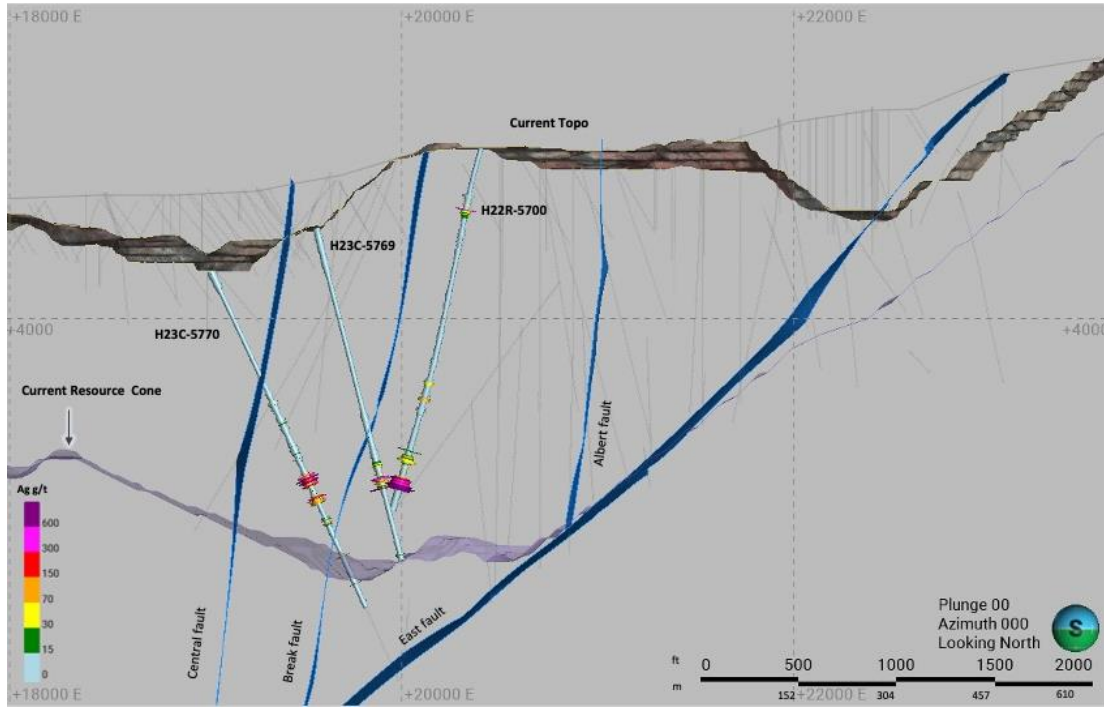 +18000 E
+20000 E
+22000 E
Current Topo
H22R-5700
H23C-5769
H23C-5770
+4000
+4000
Current Resource Cone
Albert fault
Ag g/t
600
300
150
70
30
15
0
Central fault
Break fault
East fault
Plunge 00
Azimuth 000
Looking North
S
ft 0 500 1000 1500 2000
m 152 304 457 610
+18000 E
+20000 E
+22000 E